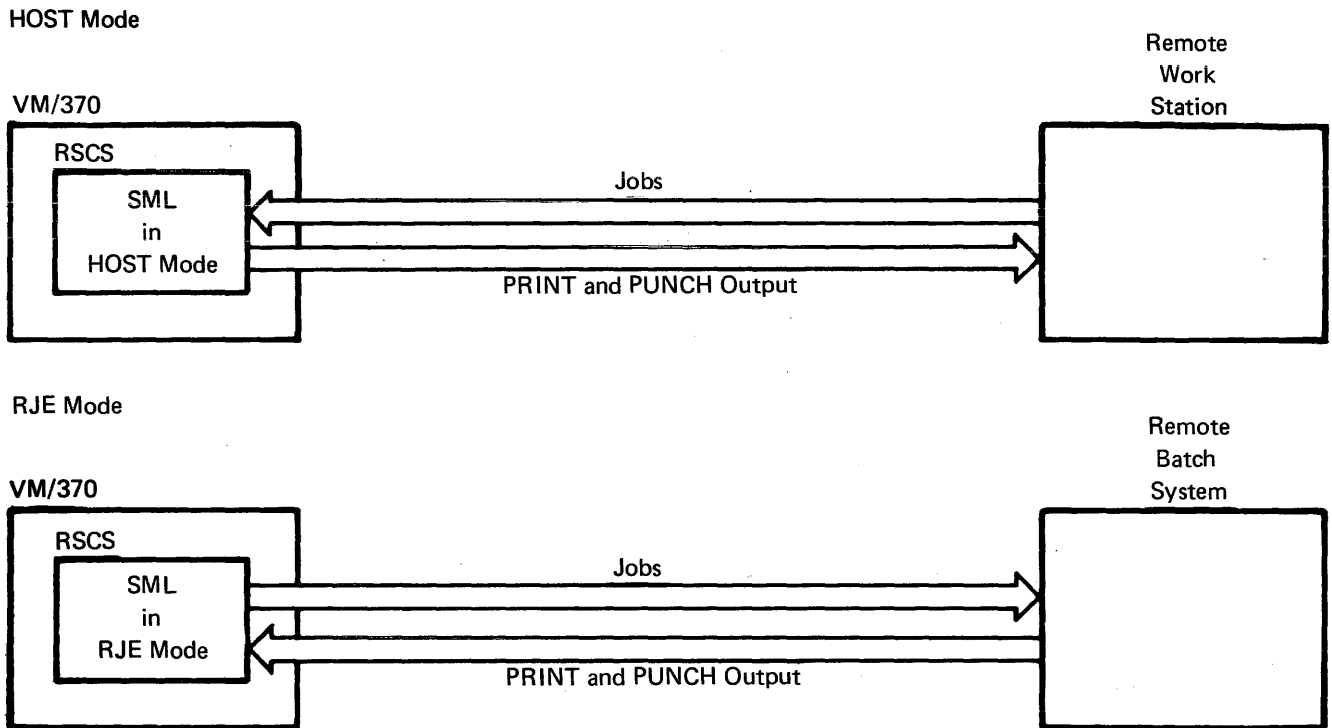 HOST Mode
Remote
Work
Station
VM/370
RSCS
SML
in
HOST Mode
Jobs
PRINT and PUNCH Output
RJE Mode
Remote
Batch
System
VM/370
RSCS
SML
in
RJE Mode
Jobs
PRINT and PUNCH Output